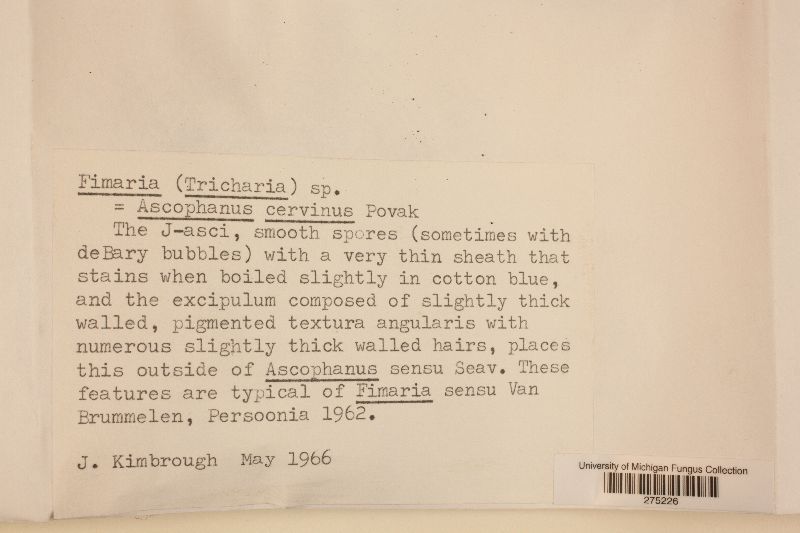 Fimaria (Tricharia) sp.
= Ascophanus cervinus Povak
The J-asci, smooth spores (sometimes with
deBary bubbles) with a very thin sheath that
stains when boiled slightly in cotton blue,
and the excipulum composed of slightly thick
walled, pigmented textura angularis with
numerous slightly thick walled hairs, places
this outside of Ascophanus sensu Seav. These
features are typical of Fimaria sensu Van
Brummelen, Persoonia 1962.
J. Kimbrough May 1966
University of Michigan Fungus Collection
275226